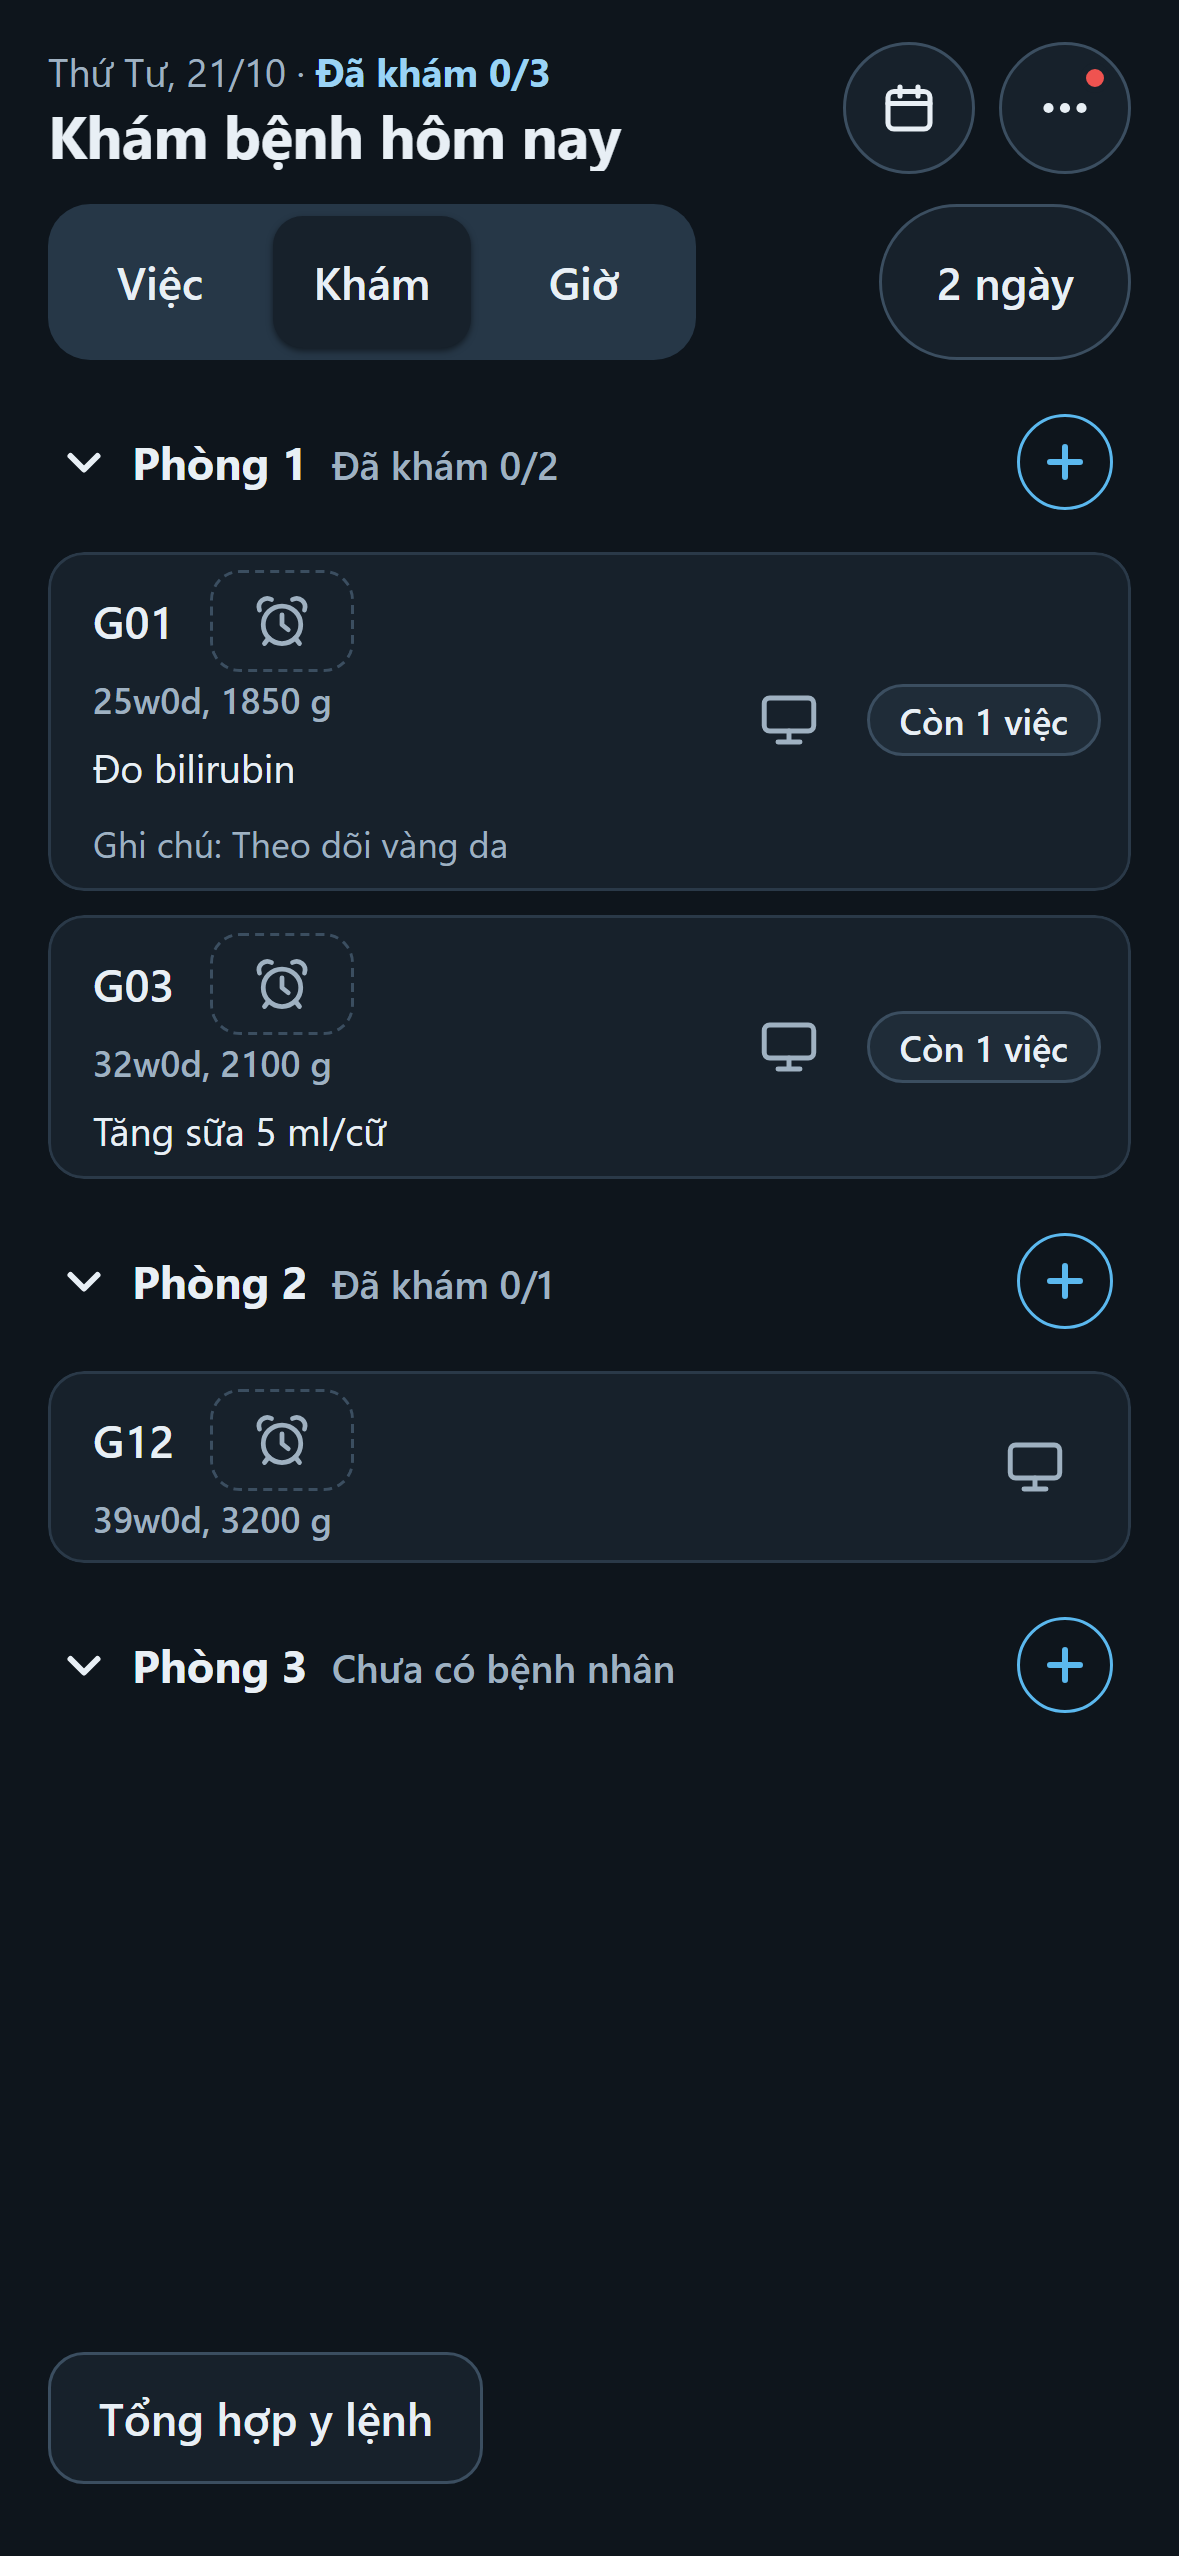 Thứ Tư, 21/10 · Đã khám 0/3
Khám bệnh hôm nay
Việc
Khám
Giờ
2 ngày
Phòng 1 Đã khám 0/2
G01
25w0d, 1850 g
Còn 1 việc
Đo bilirubin
Ghi chú: Theo dõi vàng da
G03
32w0d, 2100 g
Còn 1 việc
Tăng sữa 5 ml/cữ
Phòng 2 Đã khám 0/1
G12
39w0d, 3200 g
Phòng 3 Chưa có bệnh nhân
Tổng hợp y lệnh